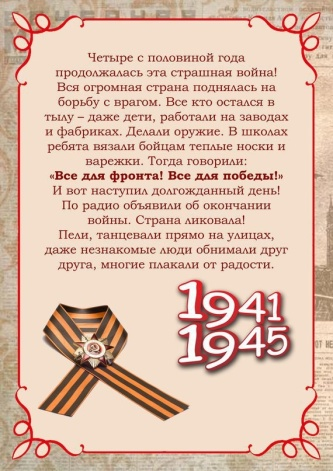 Четыре с половиной года
продолжалась эта страшная война!
Вся огромная страна поднялась на
борьбу с врагом. Все кто остался в
тылу – даже дети, работали на заводах
и фабриках. Делали оружие. В школах
ребята вязали бойцам теплые носки и
варежки. Тогда говорили:
«Все для фронта! Все для победы!»
И вот наступил долгожданный день!
По радио объявили об окончании
войны. Страна ликовала!
Пели, танцевали прямо на улицах,
даже незнакомые люди обнимали друг
друга, многие плакали от радости.
1941
1945